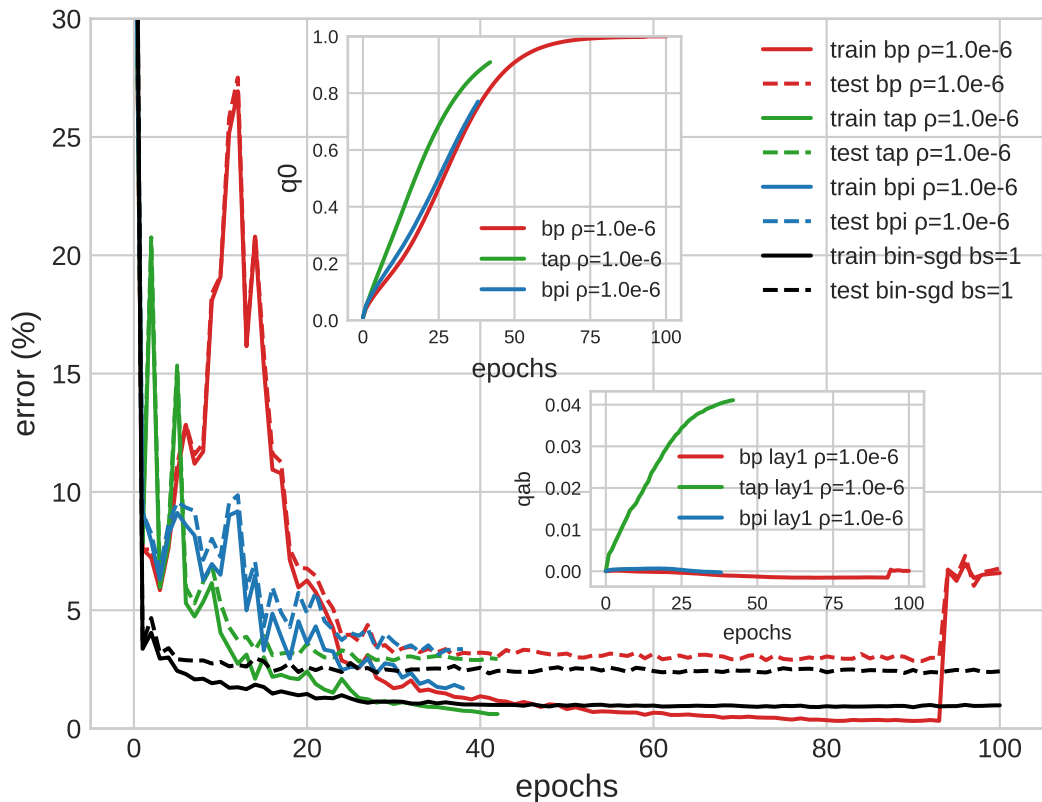 30
25
20
15
10
5
0
error (%)
0
20
40
60
80
100
epochs
train bp ρ=1.0e-6
test bp ρ=1.0e-6
train tap ρ=1.0e-6
test tap ρ=1.0e-6
train bpi ρ=1.0e-6
test bpi ρ=1.0e-6
train bin-sgd bs=1
test bin-sgd bs=1
1.0
0.8
0.6
0.4
0.2
0.0
q0
bp ρ=1.0e-6
tap ρ=1.0e-6
bpi ρ=1.0e-6
0
25
50
75
100
epochs
0.04
0.03
0.02
0.01
0.00
qab
bp lay1 ρ=1.0e-6
tap lay1 ρ=1.0e-6
bpi lay1 ρ=1.0e-6
0
25
50
75
100
epochs